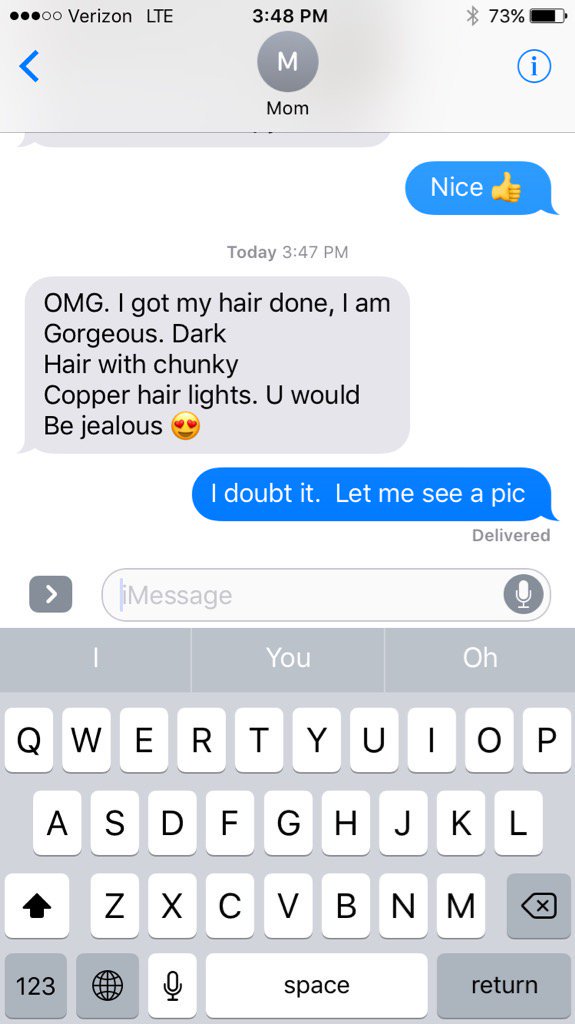 ●●●○○ Verizon LTE 3:48 PM 73%
M
Mom
Nice 👍
Today 3:47 PM
OMG. I got my hair done, I am
Gorgeous. Dark
Hair with chunky
Copper hair lights. U would
Be jealous 😍
I doubt it.  Let me see a pic
Delivered
iMessage
I You Oh
Q W E R T Y U I O P
A S D F G H J K L
Z X C V B N M
123 space return